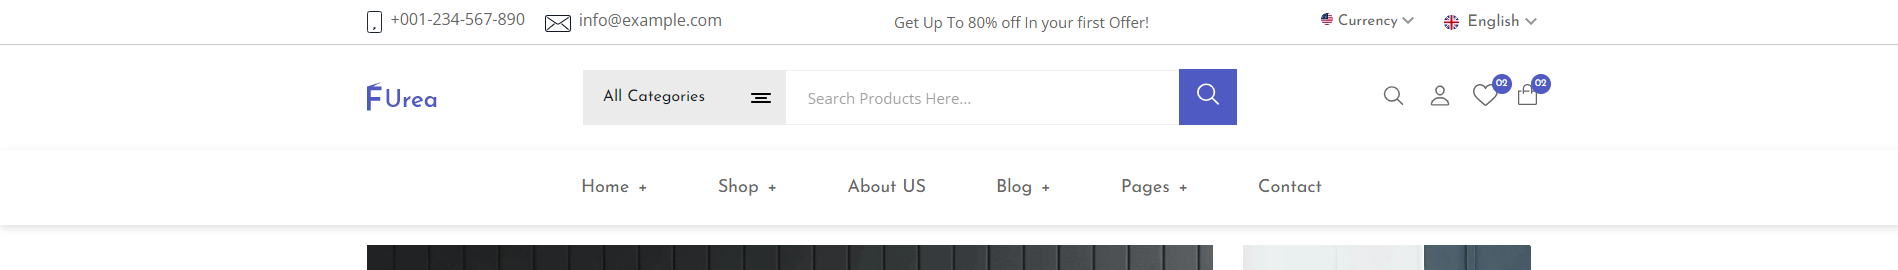 +001-234-567-890 info@example.com Get Up To 80% off In your first Offer! Currency English
FUrea All Categories Search Products Here... 02 02
Home + Shop + About US Blog + Pages + Contact